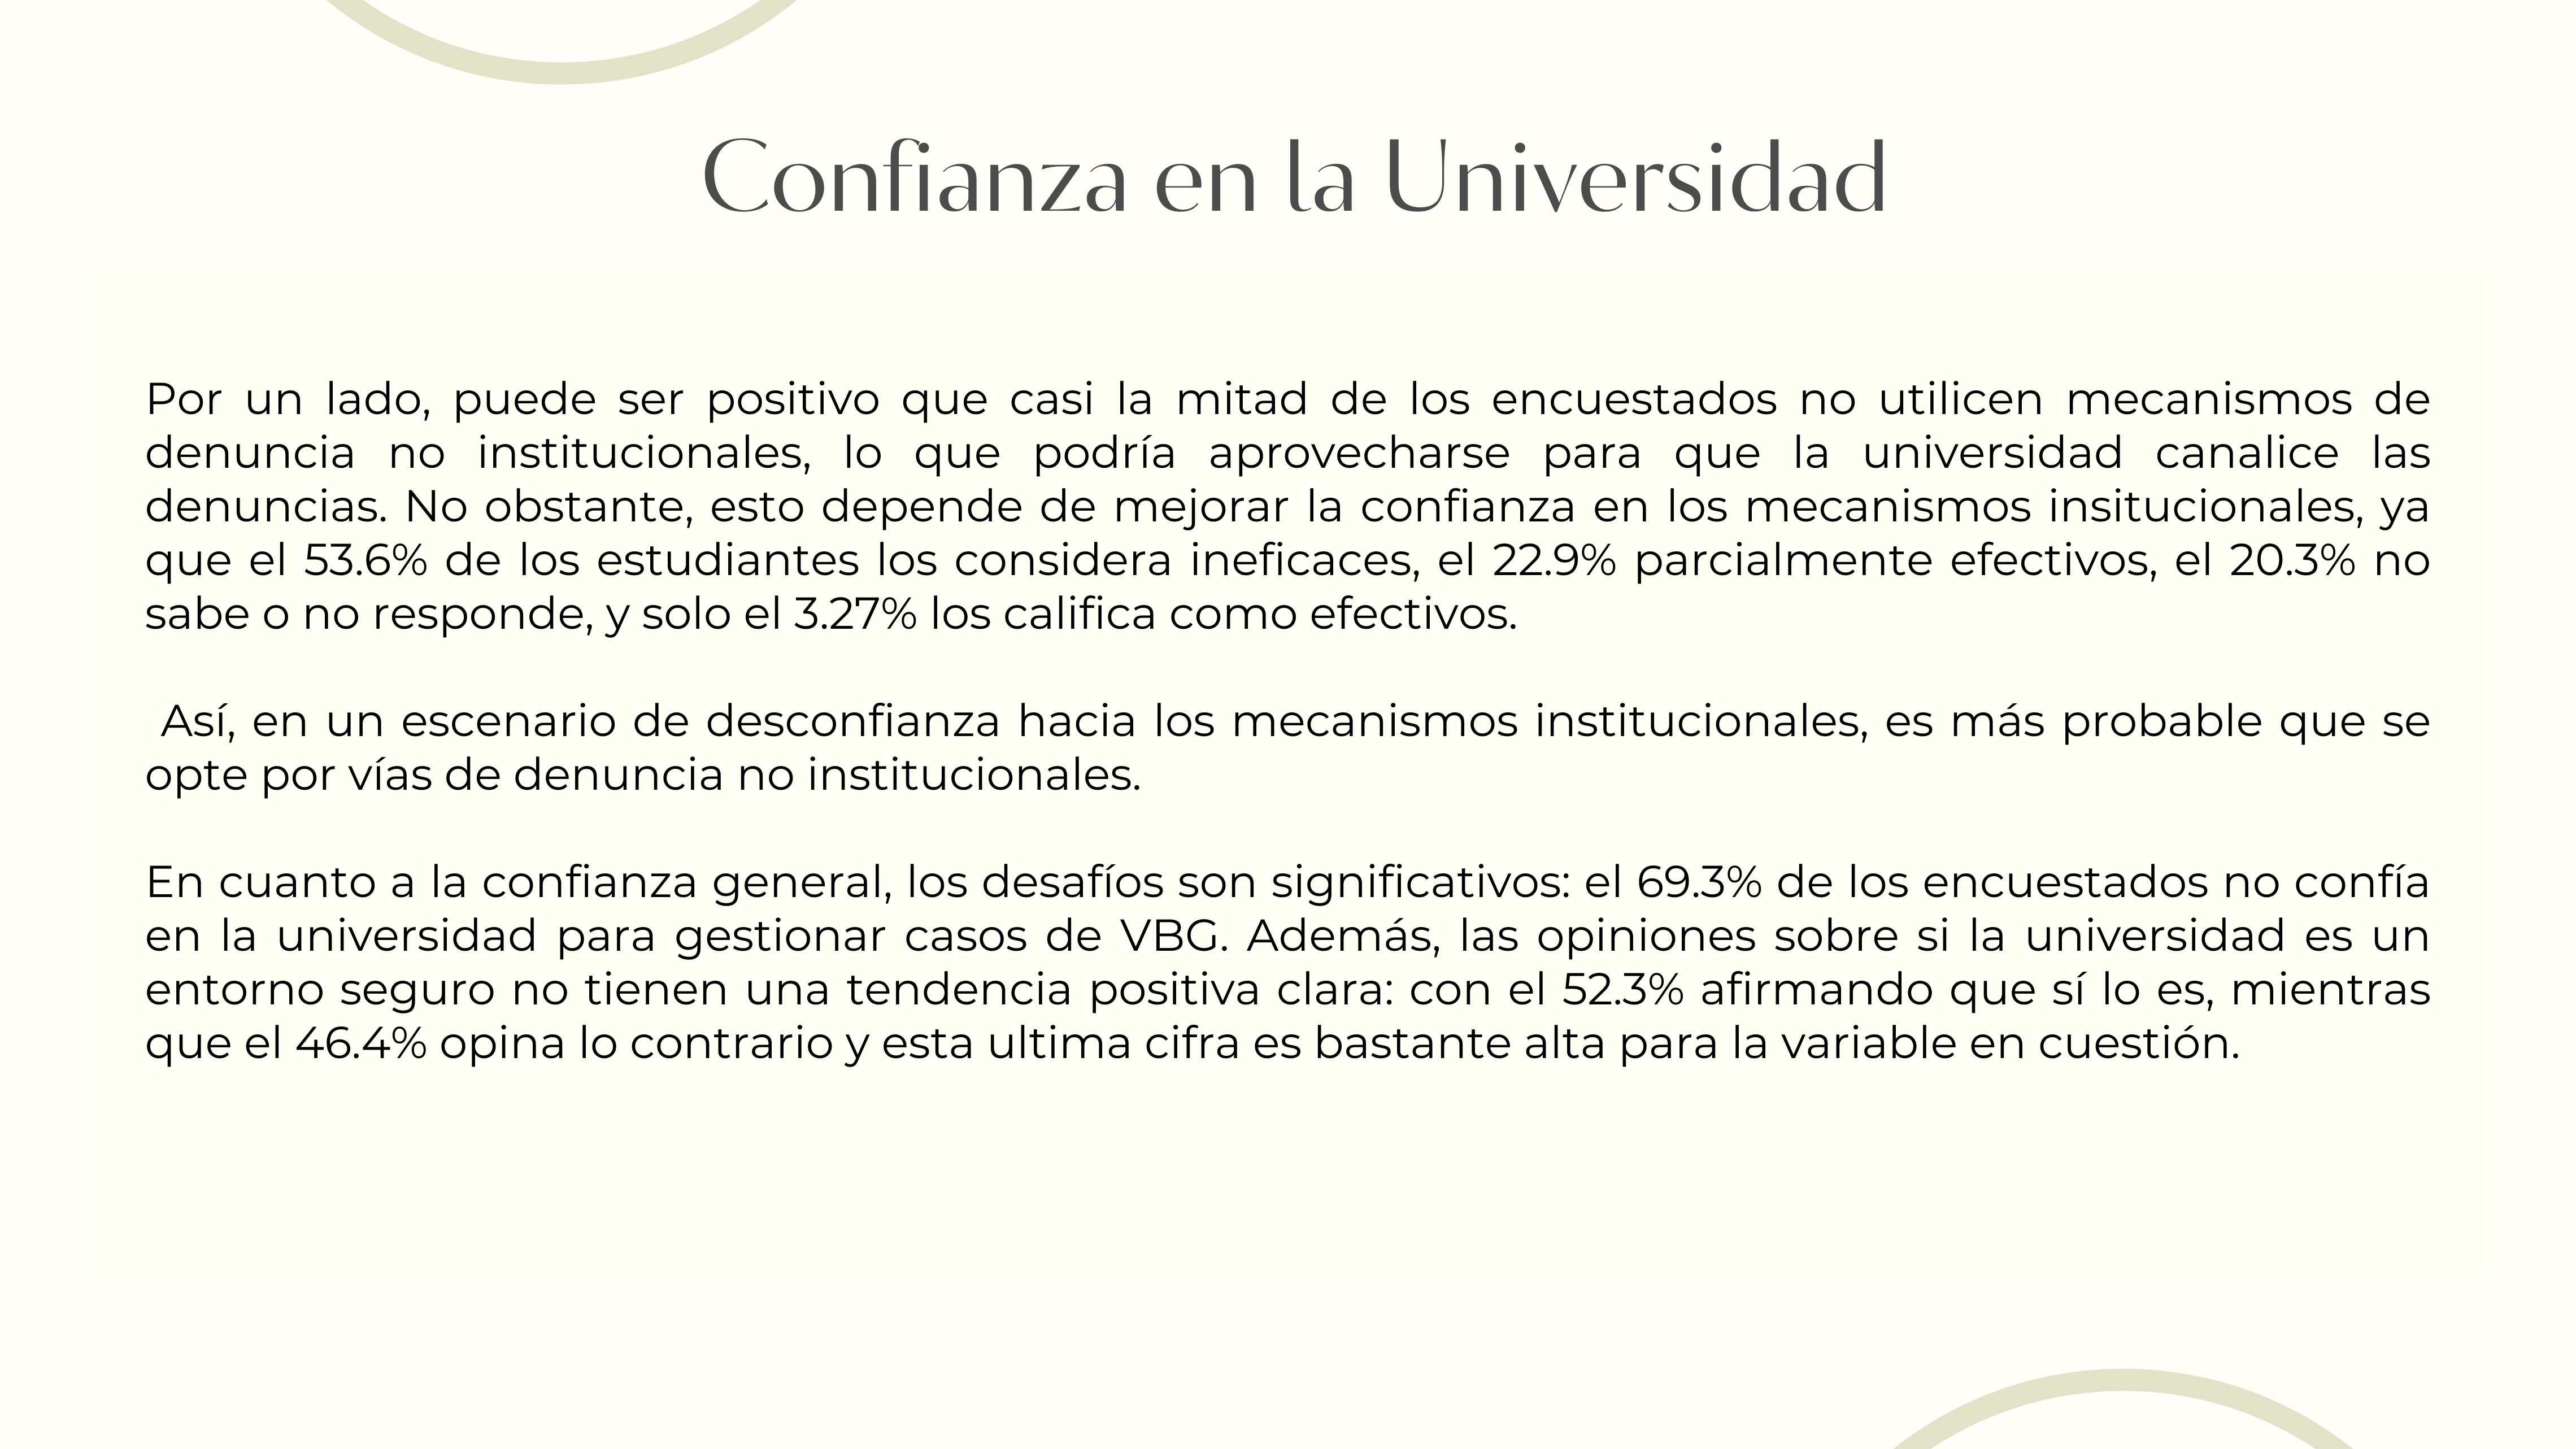 Confianza en la Universidad
Por un lado, puede ser positivo que casi la mitad de los encuestados no utilicen mecanismos de
denuncia no institucionales, lo que podría aprovecharse para que la universidad canalice las
denuncias. No obstante, esto depende de mejorar la confianza en los mecanismos insitucionales, ya
que el 53.6% de los estudiantes los considera ineficaces, el 22.9% parcialmente efectivos, el 20.3% no
sabe o no responde, y solo el 3.27% los califica como efectivos.
Así, en un escenario de desconfianza hacia los mecanismos institucionales, es más probable que se
opte por vías de denuncia no institucionales.
En cuanto a la confianza general, los desafíos son significativos: el 69.3% de los encuestados no confía
en la universidad para gestionar casos de VBG. Además, las opiniones sobre si la universidad es un
entorno seguro no tienen una tendencia positiva clara: con el 52.3% afirmando que sí lo es, mientras
que el 46.4% opina lo contrario y esta ultima cifra es bastante alta para la variable en cuestión.